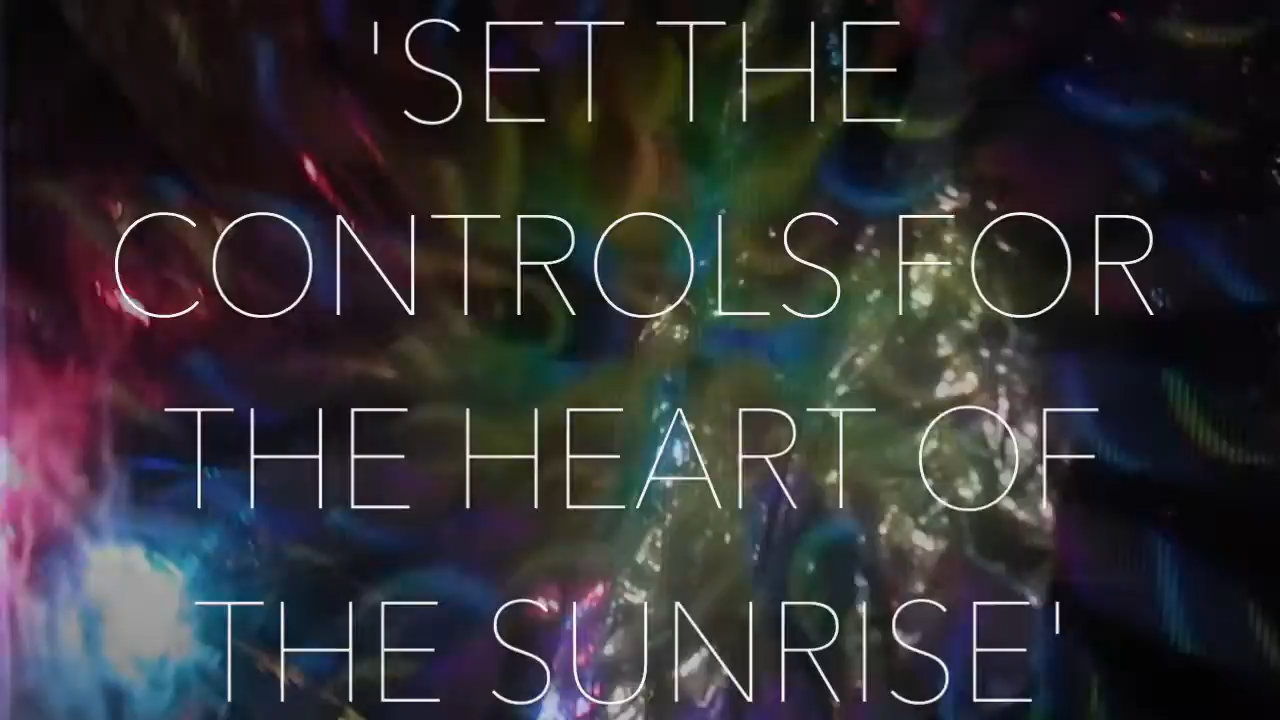 'SET THE
CONTROLS FOR
THE HEART OF
THE SUNRISE'